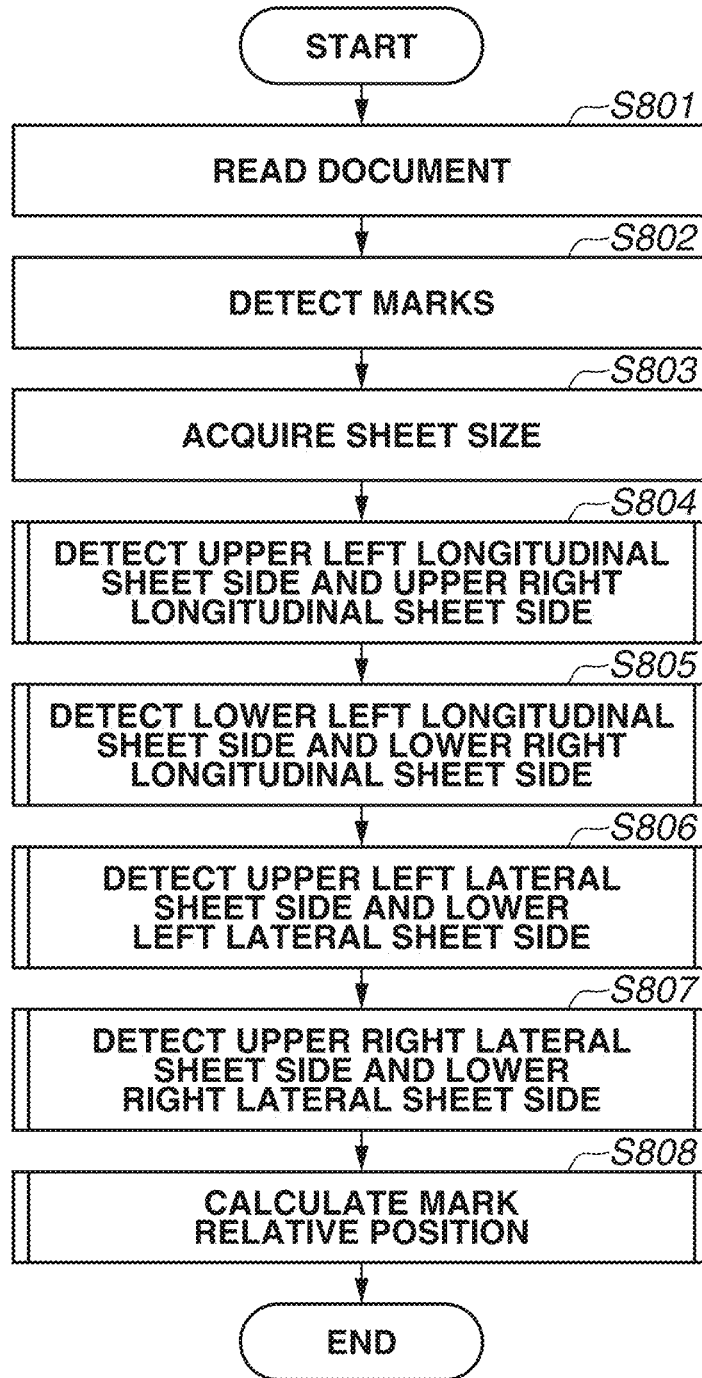 START
S801
READ DOCUMENT
S802
DETECT MARKS
S803
ACQUIRE SHEET SIZE
S804
DETECT UPPER LEFT LONGITUDINAL
SHEET SIDE AND UPPER RIGHT
LONGITUDINAL SHEET SIDE
S805
DETECT LOWER LEFT LONGITUDINAL
SHEET SIDE AND LOWER RIGHT
LONGITUDINAL SHEET SIDE
S806
DETECT UPPER LEFT LATERAL
SHEET SIDE AND LOWER
LEFT LATERAL SHEET SIDE
S807
DETECT UPPER RIGHT LATERAL
SHEET SIDE AND LOWER
RIGHT LATERAL SHEET SIDE
S808
CALCULATE MARK
RELATIVE POSITION
END